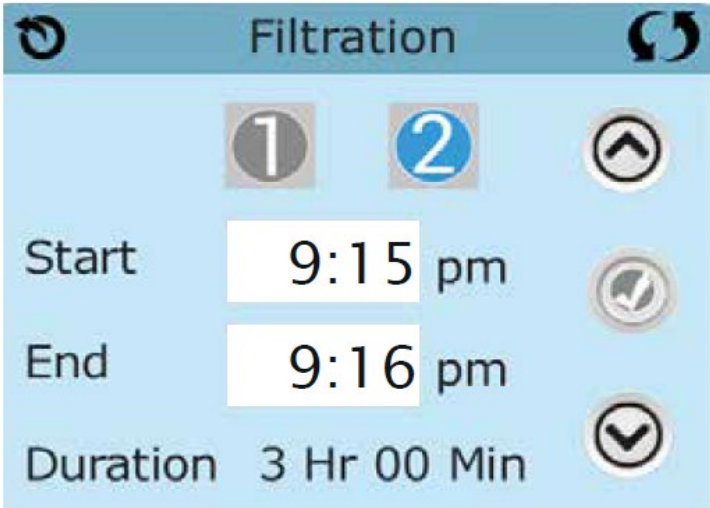 Filtration
1 2
Start 9:15 pm
End 9:16 pm
Duration 3 Hr 00 Min